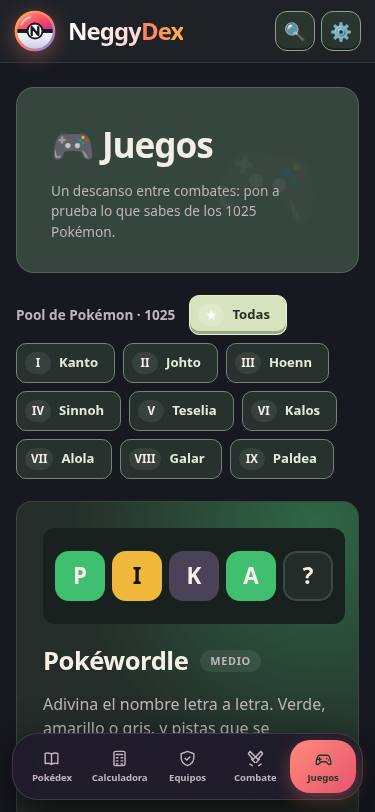 NeggyDex
Juegos
Un descanso entre combates: pon a
prueba lo que sabes de los 1025
Pokémon.
Pool de Pokémon · 1025
★ Todas
I Kanto
II Johto
III Hoenn
IV Sinnoh
V Teselia
VI Kalos
VII Alola
VIII Galar
IX Paldea
P I K A ?
Pokéwordle MEDIO
Adivina el nombre letra a letra. Verde,
amarillo o gris, y pistas que se
Pokédex
Calculadora
Equipos
Combate
Juegos